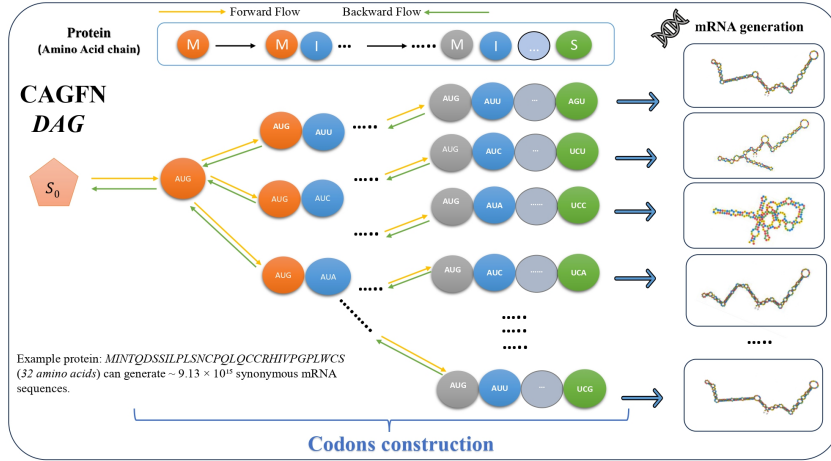 Forward Flow
Backward Flow
Protein
(Amino Acid chain)
M
M
I
...
.....
M
I
...
S
mRNA generation
CAGFN
DAG
S0
AUG
AUG
AUU
.....
AUG
AUU
...
AGU
.....
AUG
AUC
...
UCU
AUG
AUC
.....
AUG
AUA
......
UCC
AUG
AUA
.....
AUG
AUC
......
UCA
.......
.....
.....
.....
.....
AUG
AUU
...
UCG
Example protein: MINTQDSSILPLSNCPQLQCCRHIVPGPLWCS
(32 amino acids) can generate ~ 9.13 × 10¹⁵ synonymous mRNA
sequences.
Codons construction